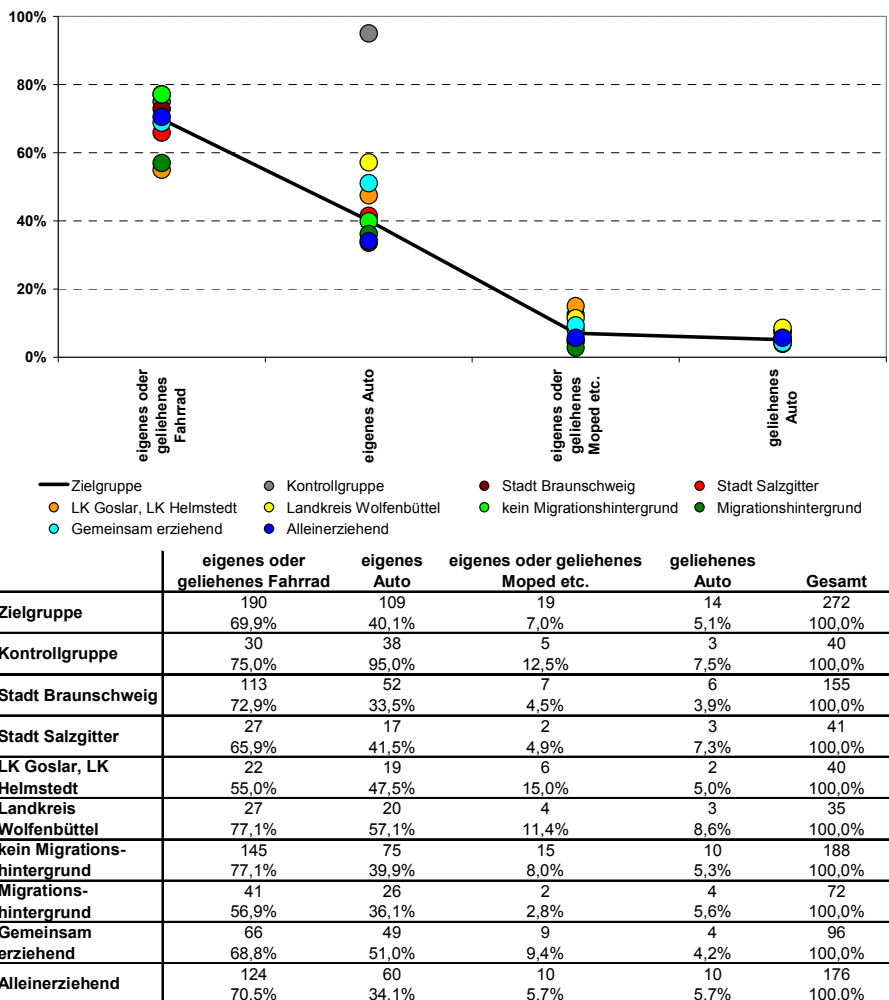 100%
80%
60%
40%
20%
0%
eigenes oder
geliehenes
Fahrrad
eigenes Auto
eigenes oder
geliehenes
Moped etc.
geliehenes
Auto
Zielgruppe Kontrollgruppe Stadt Braunschweig Stadt Salzgitter
LK Goslar, LK Helmstedt Landkreis Wolfenbüttel kein Migrationshintergrund Migrationshintergrund
Gemeinsam erziehend Alleinerziehend
eigenes oder eigenes eigenes oder geliehenes geliehenes
geliehenes Fahrrad Auto Moped etc. Auto Gesamt
Zielgruppe 190 109 19 14 272
69,9% 40,1% 7,0% 5,1% 100,0%
Kontrollgruppe 30 38 5 3 40
75,0% 95,0% 12,5% 7,5% 100,0%
Stadt Braunschweig 113 52 7 6 155
72,9% 33,5% 4,5% 3,9% 100,0%
Stadt Salzgitter 27 17 2 3 41
65,9% 41,5% 4,9% 7,3% 100,0%
LK Goslar, LK 22 19 6 2 40
Helmstedt 55,0% 47,5% 15,0% 5,0% 100,0%
Landkreis 27 20 4 3 35
Wolfenbüttel 77,1% 57,1% 11,4% 8,6% 100,0%
kein Migrations- 145 75 15 10 188
hintergrund 77,1% 39,9% 8,0% 5,3% 100,0%
Migrations- 41 26 2 4 72
hintergrund 56,9% 36,1% 2,8% 5,6% 100,0%
Gemeinsam 66 49 9 4 96
erziehend 68,8% 51,0% 9,4% 4,2% 100,0%
Alleinerziehend 124 60 10 10 176
70,5% 34,1% 5,7% 5,7% 100,0%